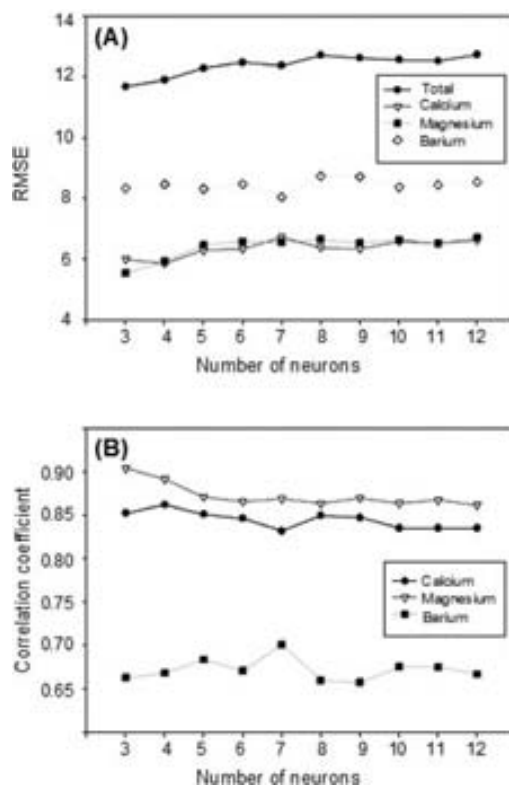 (A)
14
12
10
8
6
4
RMSE
Total
Calcium
Magnesium
Barium
3 4 5 6 7 8 9 10 11 12
Number of neurons
(B)
0.90
0.85
0.80
0.75
0.70
0.65
Correlation coefficient
Calcium
Magnesium
Barium
3 4 5 6 7 8 9 10 11 12
Number of neurons